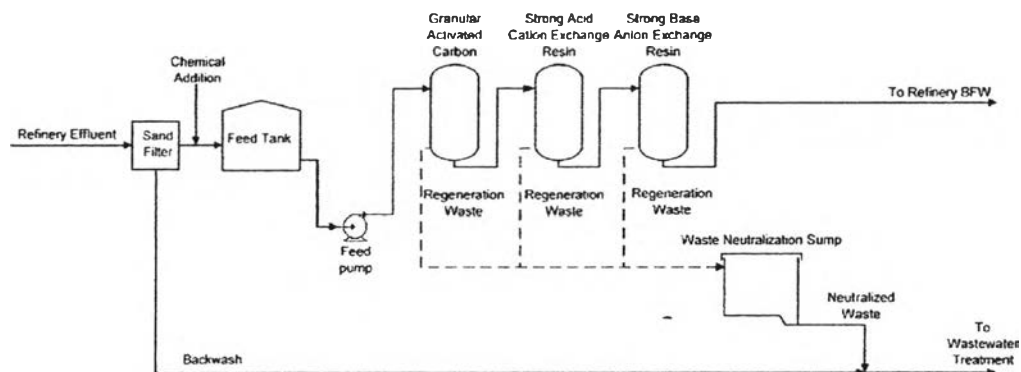 Granular
Activated
Carbon
Strong Acid
Cation Exchange
Resin
Strong Base
Anion Exchange
Resin
Chemical
Addition
To Refinery BFW
Refinery Effluent
Sand
Filter
Feed Tank
Feed
pump
Regeneration
Waste
Regeneration
Waste
Regeneration
Waste
Waste Neutralization Sump
Neutralized
Waste
To
Wastewater
Treatment
Backwash